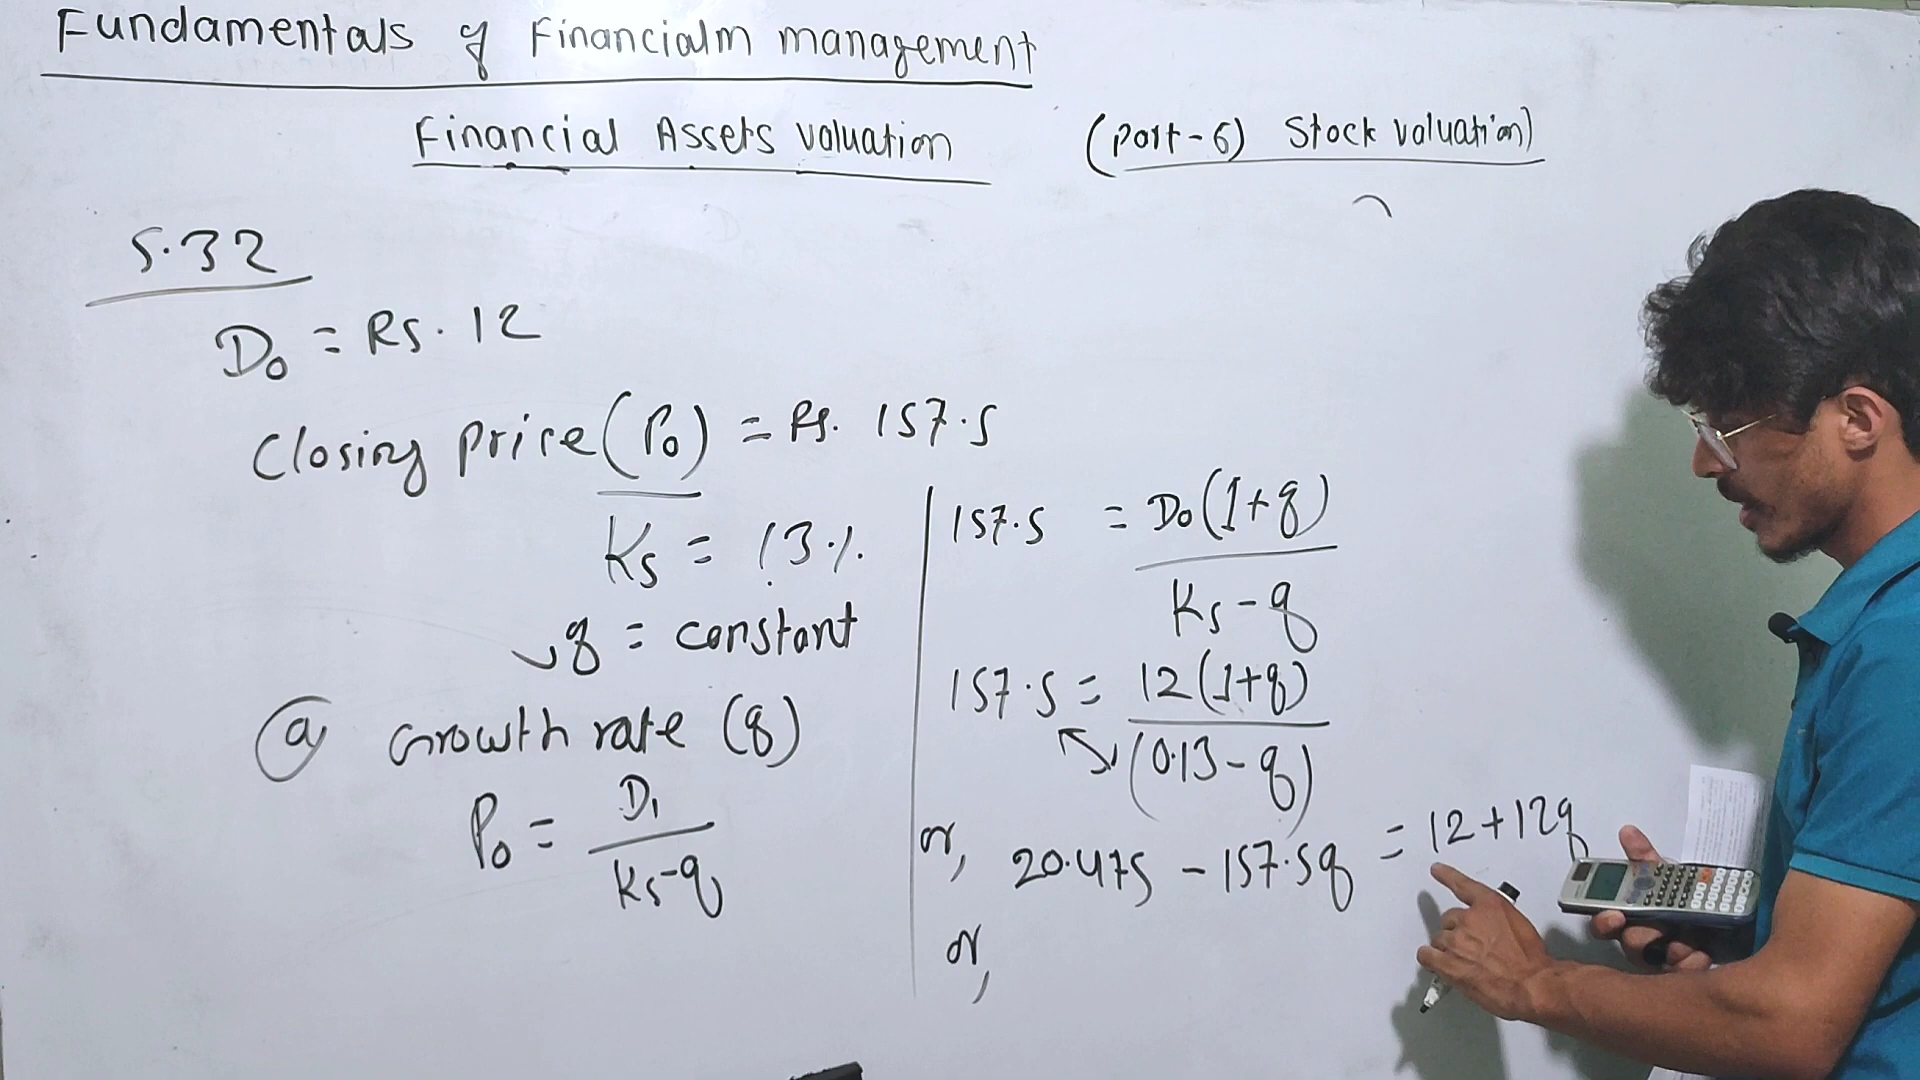 Fundamentals of Financialm management
Financial Assets valuation (part-6) Stock valuation)
5.32
D₀ = RS. 12
Closing price (P₀) = Rs. 157.5
Ks = 13%
g = constant
(a) Growth rate (g)
P₀ = D₁ / Ks-g
157.5 = D₀(1+g) / Ks-g
157.5 = 12(1+g) / (0.13-g)
or, 20.475 - 157.5g = 12+12g
or,